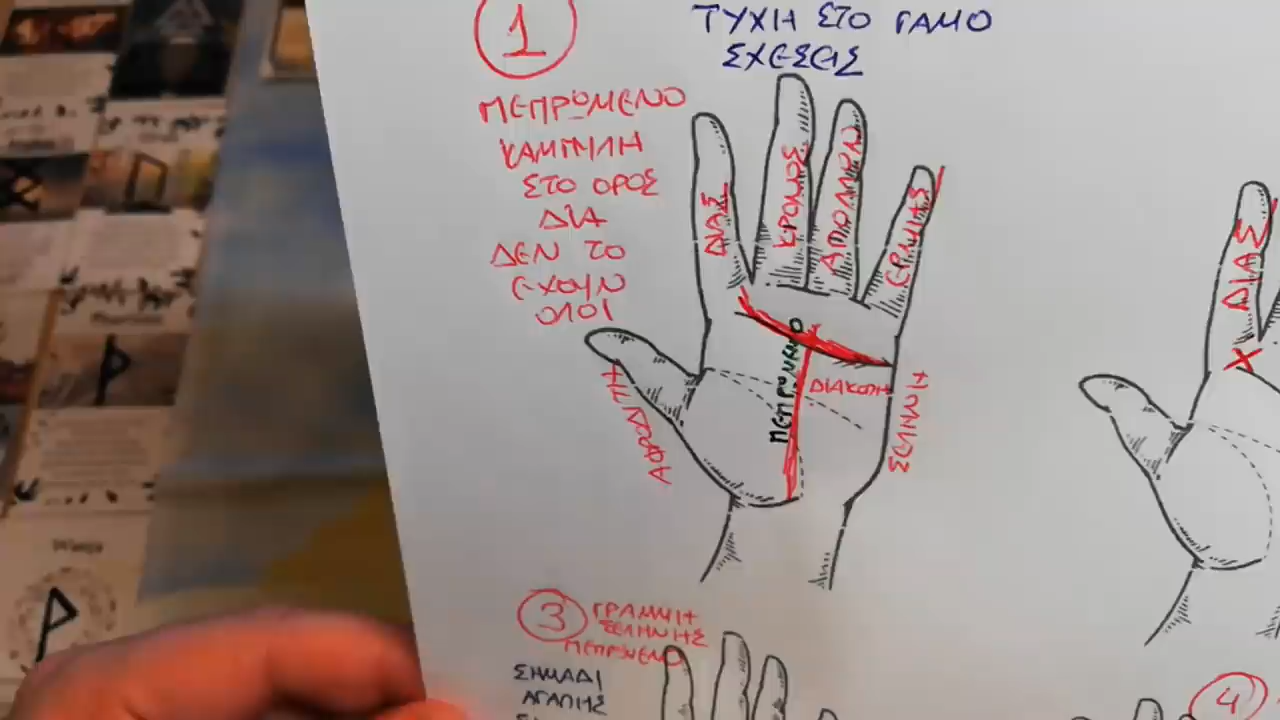 1
ΤΥΧΗ ΣΤΟ ΓΑΜΟ
ΣΧΕΣΕΙΣ
ΠΕΠΡΩΜΕΝΟ
ΚΑΜΠΥΛΗ
ΣΤΟ ΟΡΟΣ
ΔΙΑ
ΔΕΝ ΤΟ
ΕΧΟΥΝ
ΟΛΟΙ
ΔΙΑΣ
ΚΡΟΝΟΣ
ΑΠΟΛΛΩΝ
ΕΡΜΗΣ
ΑΦΡΟΔΙΤΗ
ΠΕΠΡΩΜΕΝΟ
ΔΙΑΚΟΠΗ
ΣΕΛΗΝΗ
ΔΙΑΣ
X
3
ΓΡΑΜΜΗ
ΣΕΛΗΝΗΣ
ΠΕΠΡΩΜΕΝΟ
ΣΗΜΑΔΙ
ΑΓΑΠΗΣ
4